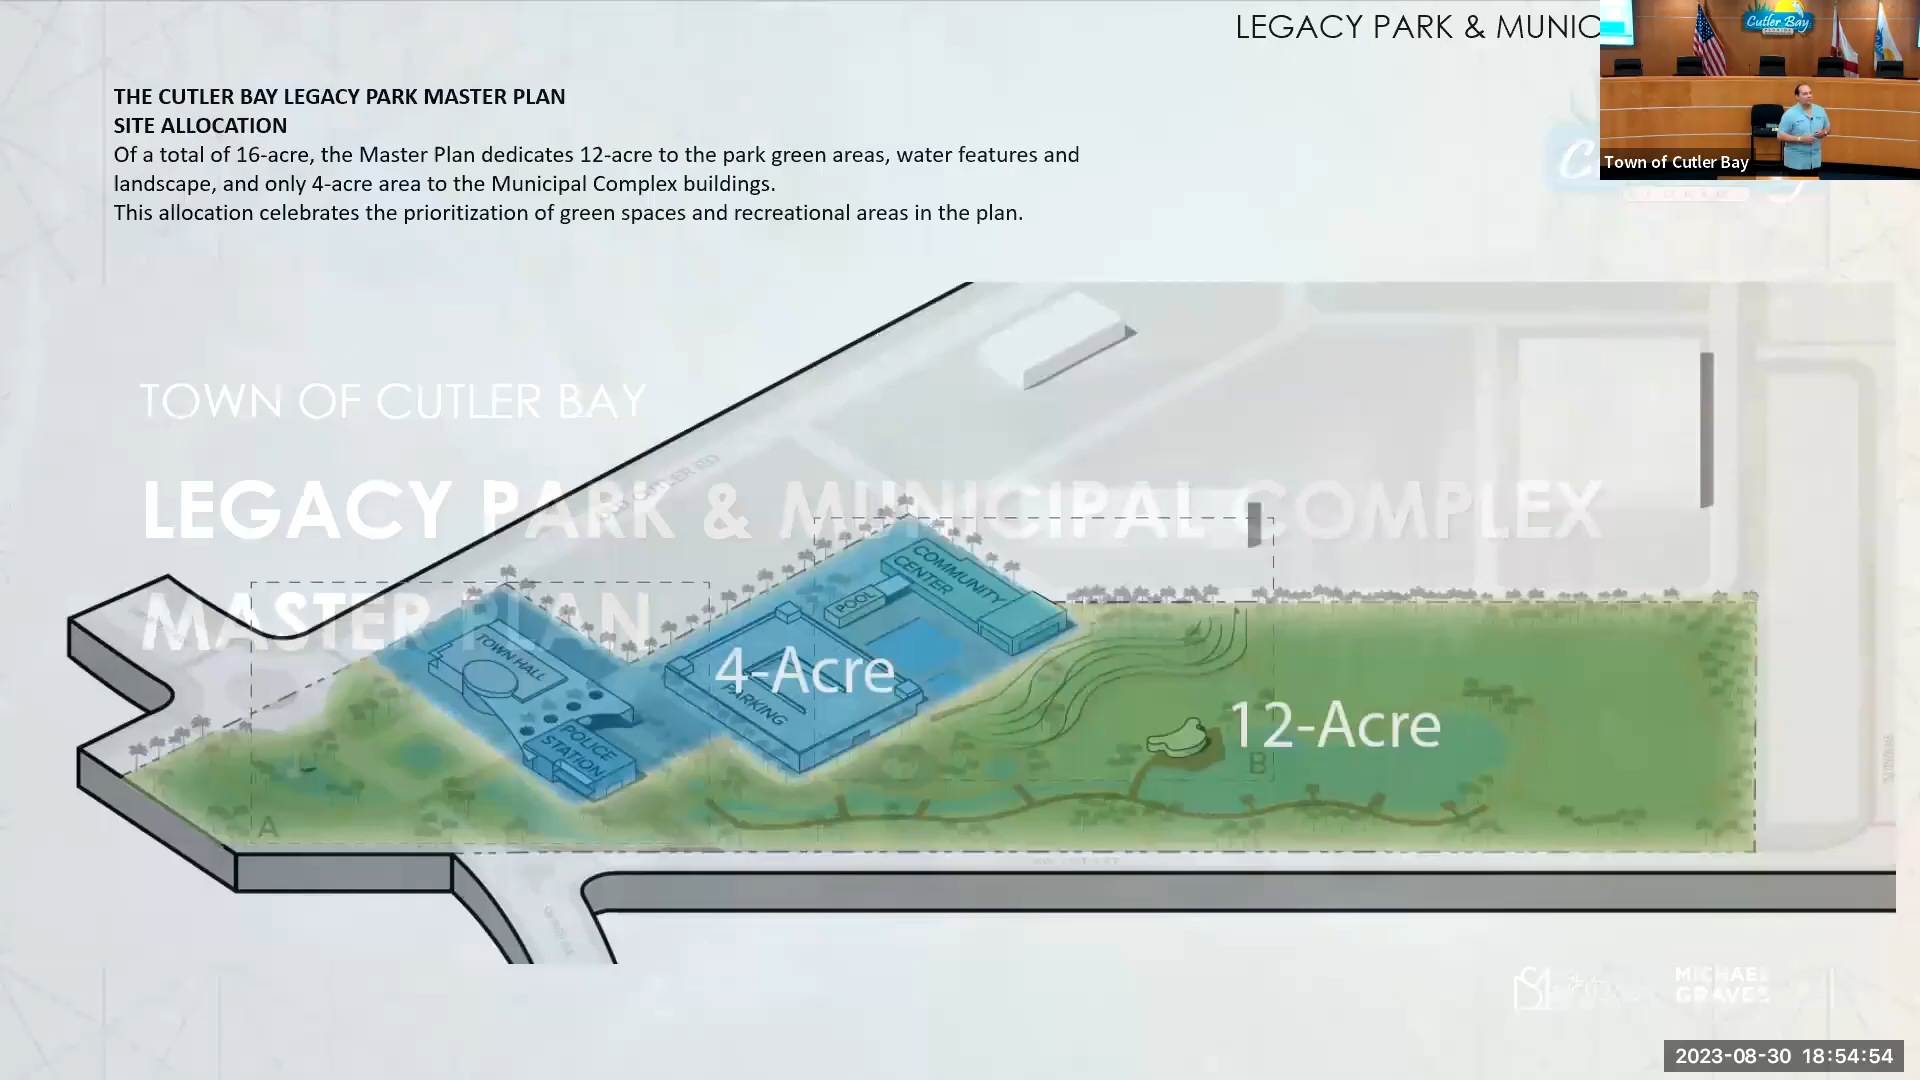 LEGACY PARK & MUNIC
Cutler Bay
Town of Cutler Bay
THE CUTLER BAY LEGACY PARK MASTER PLAN
SITE ALLOCATION
Of a total of 16-acre, the Master Plan dedicates 12-acre to the park green areas, water features and
landscape, and only 4-acre area to the Municipal Complex buildings.
This allocation celebrates the prioritization of green spaces and recreational areas in the plan.
TOWN OF CUTLER BAY
LEGACY PARK & MUNICIPAL COMPLEX
MASTER PLAN
CUTLER RD
COMMUNITY
CENTER
POOL
TOWN HALL
4-Acre
PARKING
POLICE
STATION
12-Acre
B
A
MICHAEL
GRAVES
2023-08-30 18:54:54